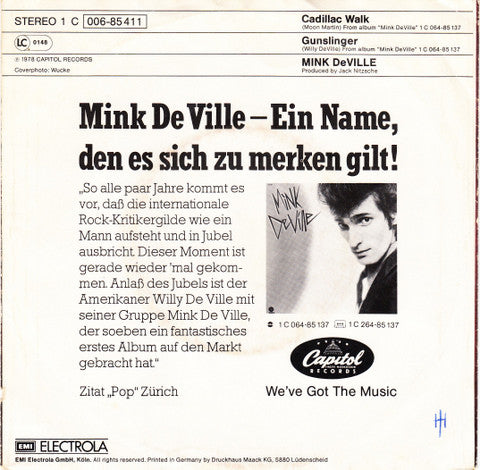 STEREO 1 C 006-85 411
Cadillac Walk
(Moon Martin) From album "Mink DeVille" 1 C 064-85 137
LC 0148
Gunslinger
(Willy DeVille) From album "Mink DeVille" 1 C 064-85 137
℗ 1978 CAPITOL RECORDS
MINK DeVILLE
Coverphoto: Wucke
Produced by Jack Nitzsche
Mink De Ville – Ein Name,
den es sich zu merken gilt!
„So alle paar Jahre kommt es
vor, daß die internationale
Rock-Kritikergilde wie ein
Mann aufsteht und in Jubel
ausbricht. Dieser Moment ist
gerade wieder 'mal gekom-
men. Anlaß des Jubels ist der
Amerikaner Willy De Ville mit
seiner Gruppe Mink De Ville,
der soeben ein fantastisches
erstes Album auf den Markt
gebracht hat."
Zitat „Pop" Zürich
MINK
DeVille
1 C 064-85 137 1 C 264-85 137
Capitol
RECORDS
We've Got The Music
EMI ELECTROLA
EMI Electrola GmbH, Köln. All rights reserved. Printed in Germany by Druckhaus Maack KG, 5880 Lüdenscheid